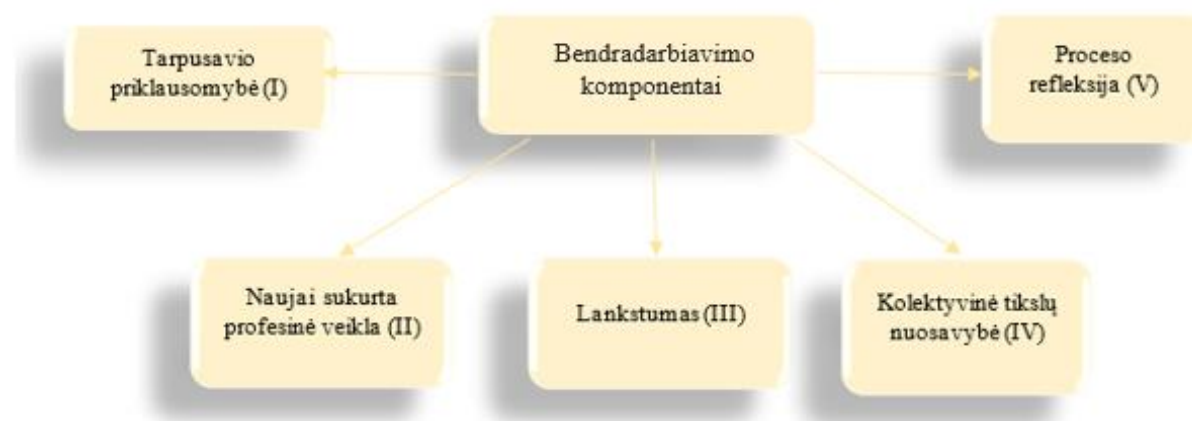 Bendradarbiavimo
komponentai
Tarpusavio
priklausomybė (I)
Naujai sukurta
profesinė veikla (II)
Lankstumas (III)
Kolektyvinė tikslų
nuosavybė (IV)
Proceso
refleksija (V)